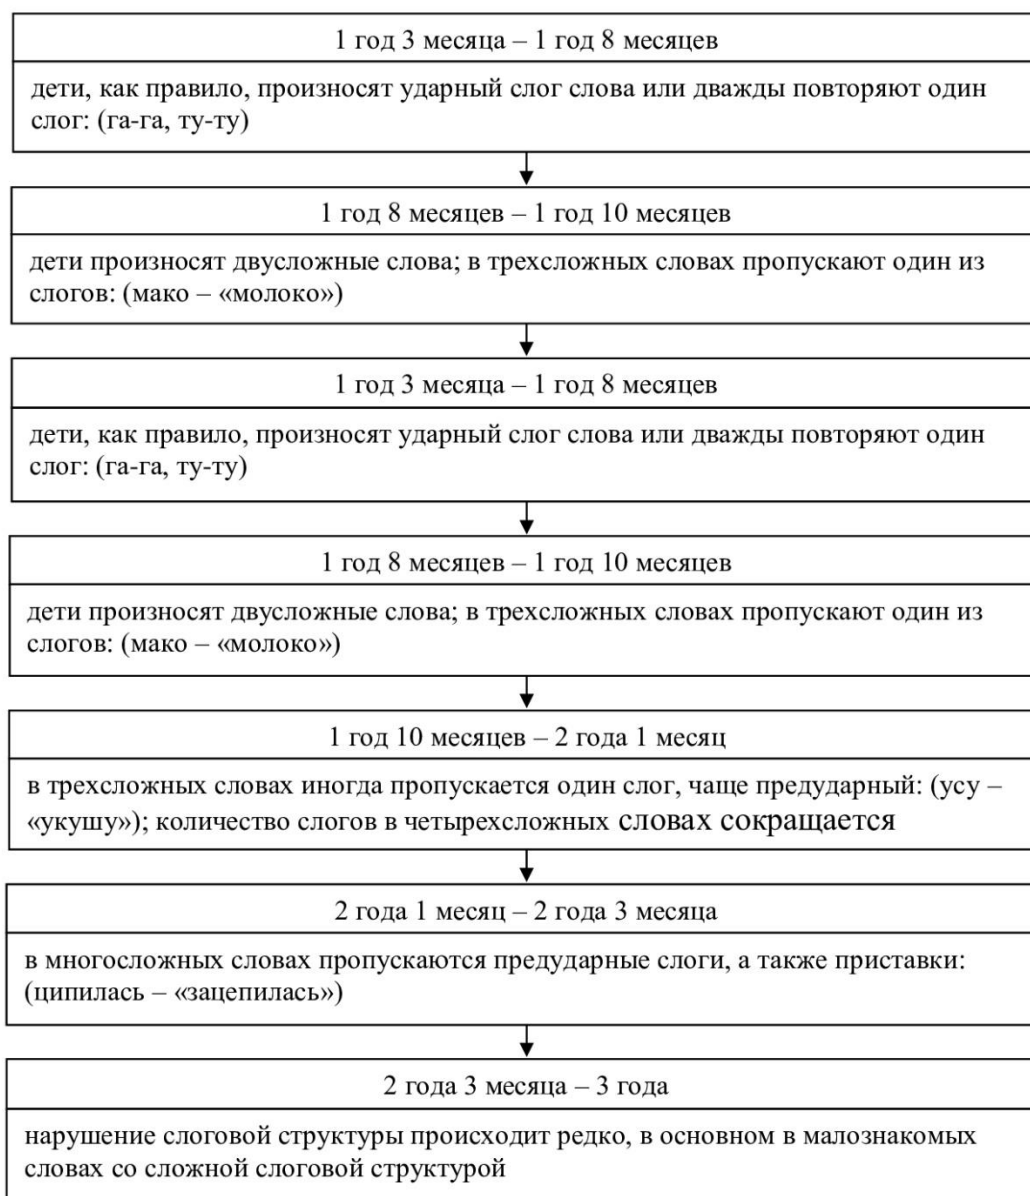 1 год 3 месяца – 1 год 8 месяцев
дети, как правило, произносят ударный слог слова или дважды повторяют один
слог: (га-га, ту-ту)
1 год 8 месяцев – 1 год 10 месяцев
дети произносят двусложные слова; в трехсложных словах пропускают один из
слогов: (мако – «молоко»)
1 год 3 месяца – 1 год 8 месяцев
дети, как правило, произносят ударный слог слова или дважды повторяют один
слог: (га-га, ту-ту)
1 год 8 месяцев – 1 год 10 месяцев
дети произносят двусложные слова; в трехсложных словах пропускают один из
слогов: (мако – «молоко»)
1 год 10 месяцев – 2 года 1 месяц
в трехсложных словах иногда пропускается один слог, чаще предударный: (усу –
«укушу»); количество слогов в четырехсложных словах сокращается
2 года 1 месяц – 2 года 3 месяца
в многосложных словах пропускаются предударные слоги, а также приставки:
(ципилась – «зацепилась»)
2 года 3 месяца – 3 года
нарушение слоговой структуры происходит редко, в основном в малознакомых
словах со сложной слоговой структурой